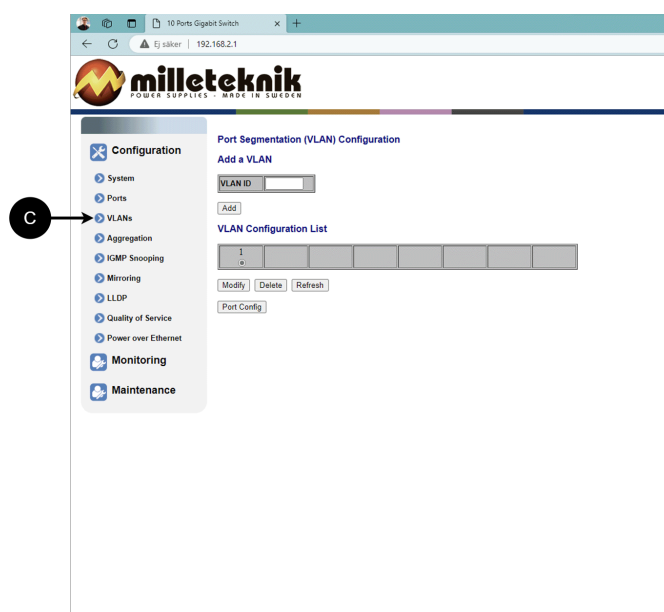 10 Ports Gigabit Switch
Ej säker
192.168.2.1
milleteknik
POWER SUPPLIES - MADE IN SWEDEN
Configuration
System
Ports
C
VLANs
Aggregation
IGMP Snooping
Mirroring
LLDP
Quality of Service
Power over Ethernet
Monitoring
Maintenance
Port Segmentation (VLAN) Configuration
Add a VLAN
VLAN ID
Add
VLAN Configuration List
1
Modify Delete Refresh
Port Config